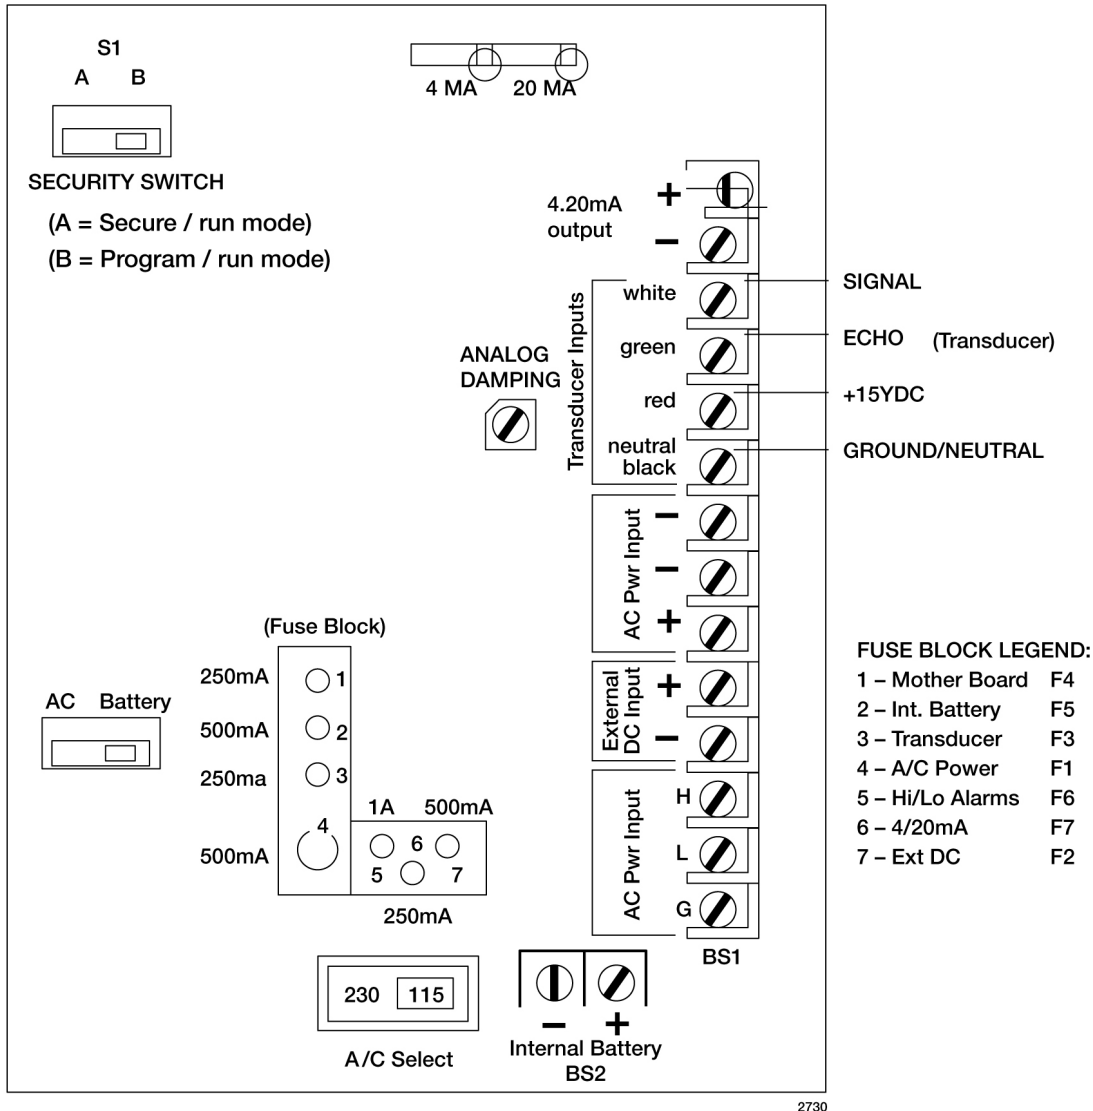 S1
A B
SECURITY SWITCH
(A = Secure / run mode)
(B = Program / run mode)
4 MA 20 MA
4.20mA
output
+
−
Transducer Inputs
white
green
red
neutral
black
SIGNAL
ECHO (Transducer)
+15YDC
GROUND/NEUTRAL
ANALOG
DAMPING
AC Pwr Input
−
−
+
External
DC Input
+
−
AC Pwr Input
H
L
G
BS1
(Fuse Block)
250mA 1
500mA 2
250ma 3
500mA 4
1A 500mA
5 6 7
250mA
AC Battery
230 115
A/C Select
− +
Internal Battery
BS2
FUSE BLOCK LEGEND:
1 – Mother Board F4
2 – Int. Battery F5
3 – Transducer F3
4 – A/C Power F1
5 – Hi/Lo Alarms F6
6 – 4/20mA F7
7 – Ext DC F2
2730